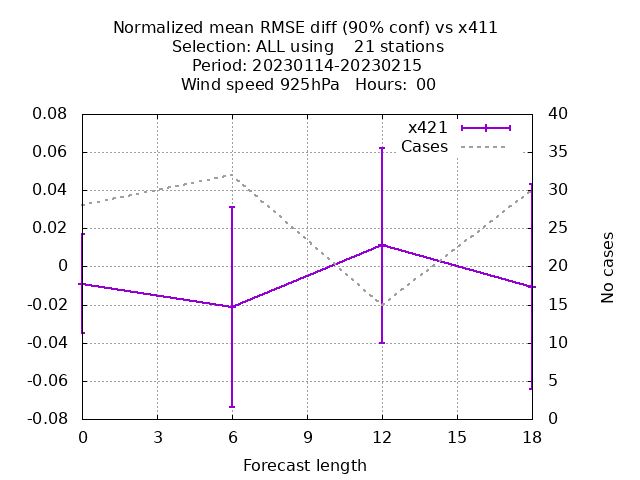 Normalized mean RMSE diff (90% conf) vs x411
Selection: ALL using    21 stations
Period: 20230114-20230215
Wind speed 925hPa   Hours:  00
x421
Cases
0.08
0.06
0.04
0.02
0
-0.02
-0.04
-0.06
-0.08
40
35
30
25
20
15
10
5
0
No cases
0 3 6 9 12 15 18
Forecast length